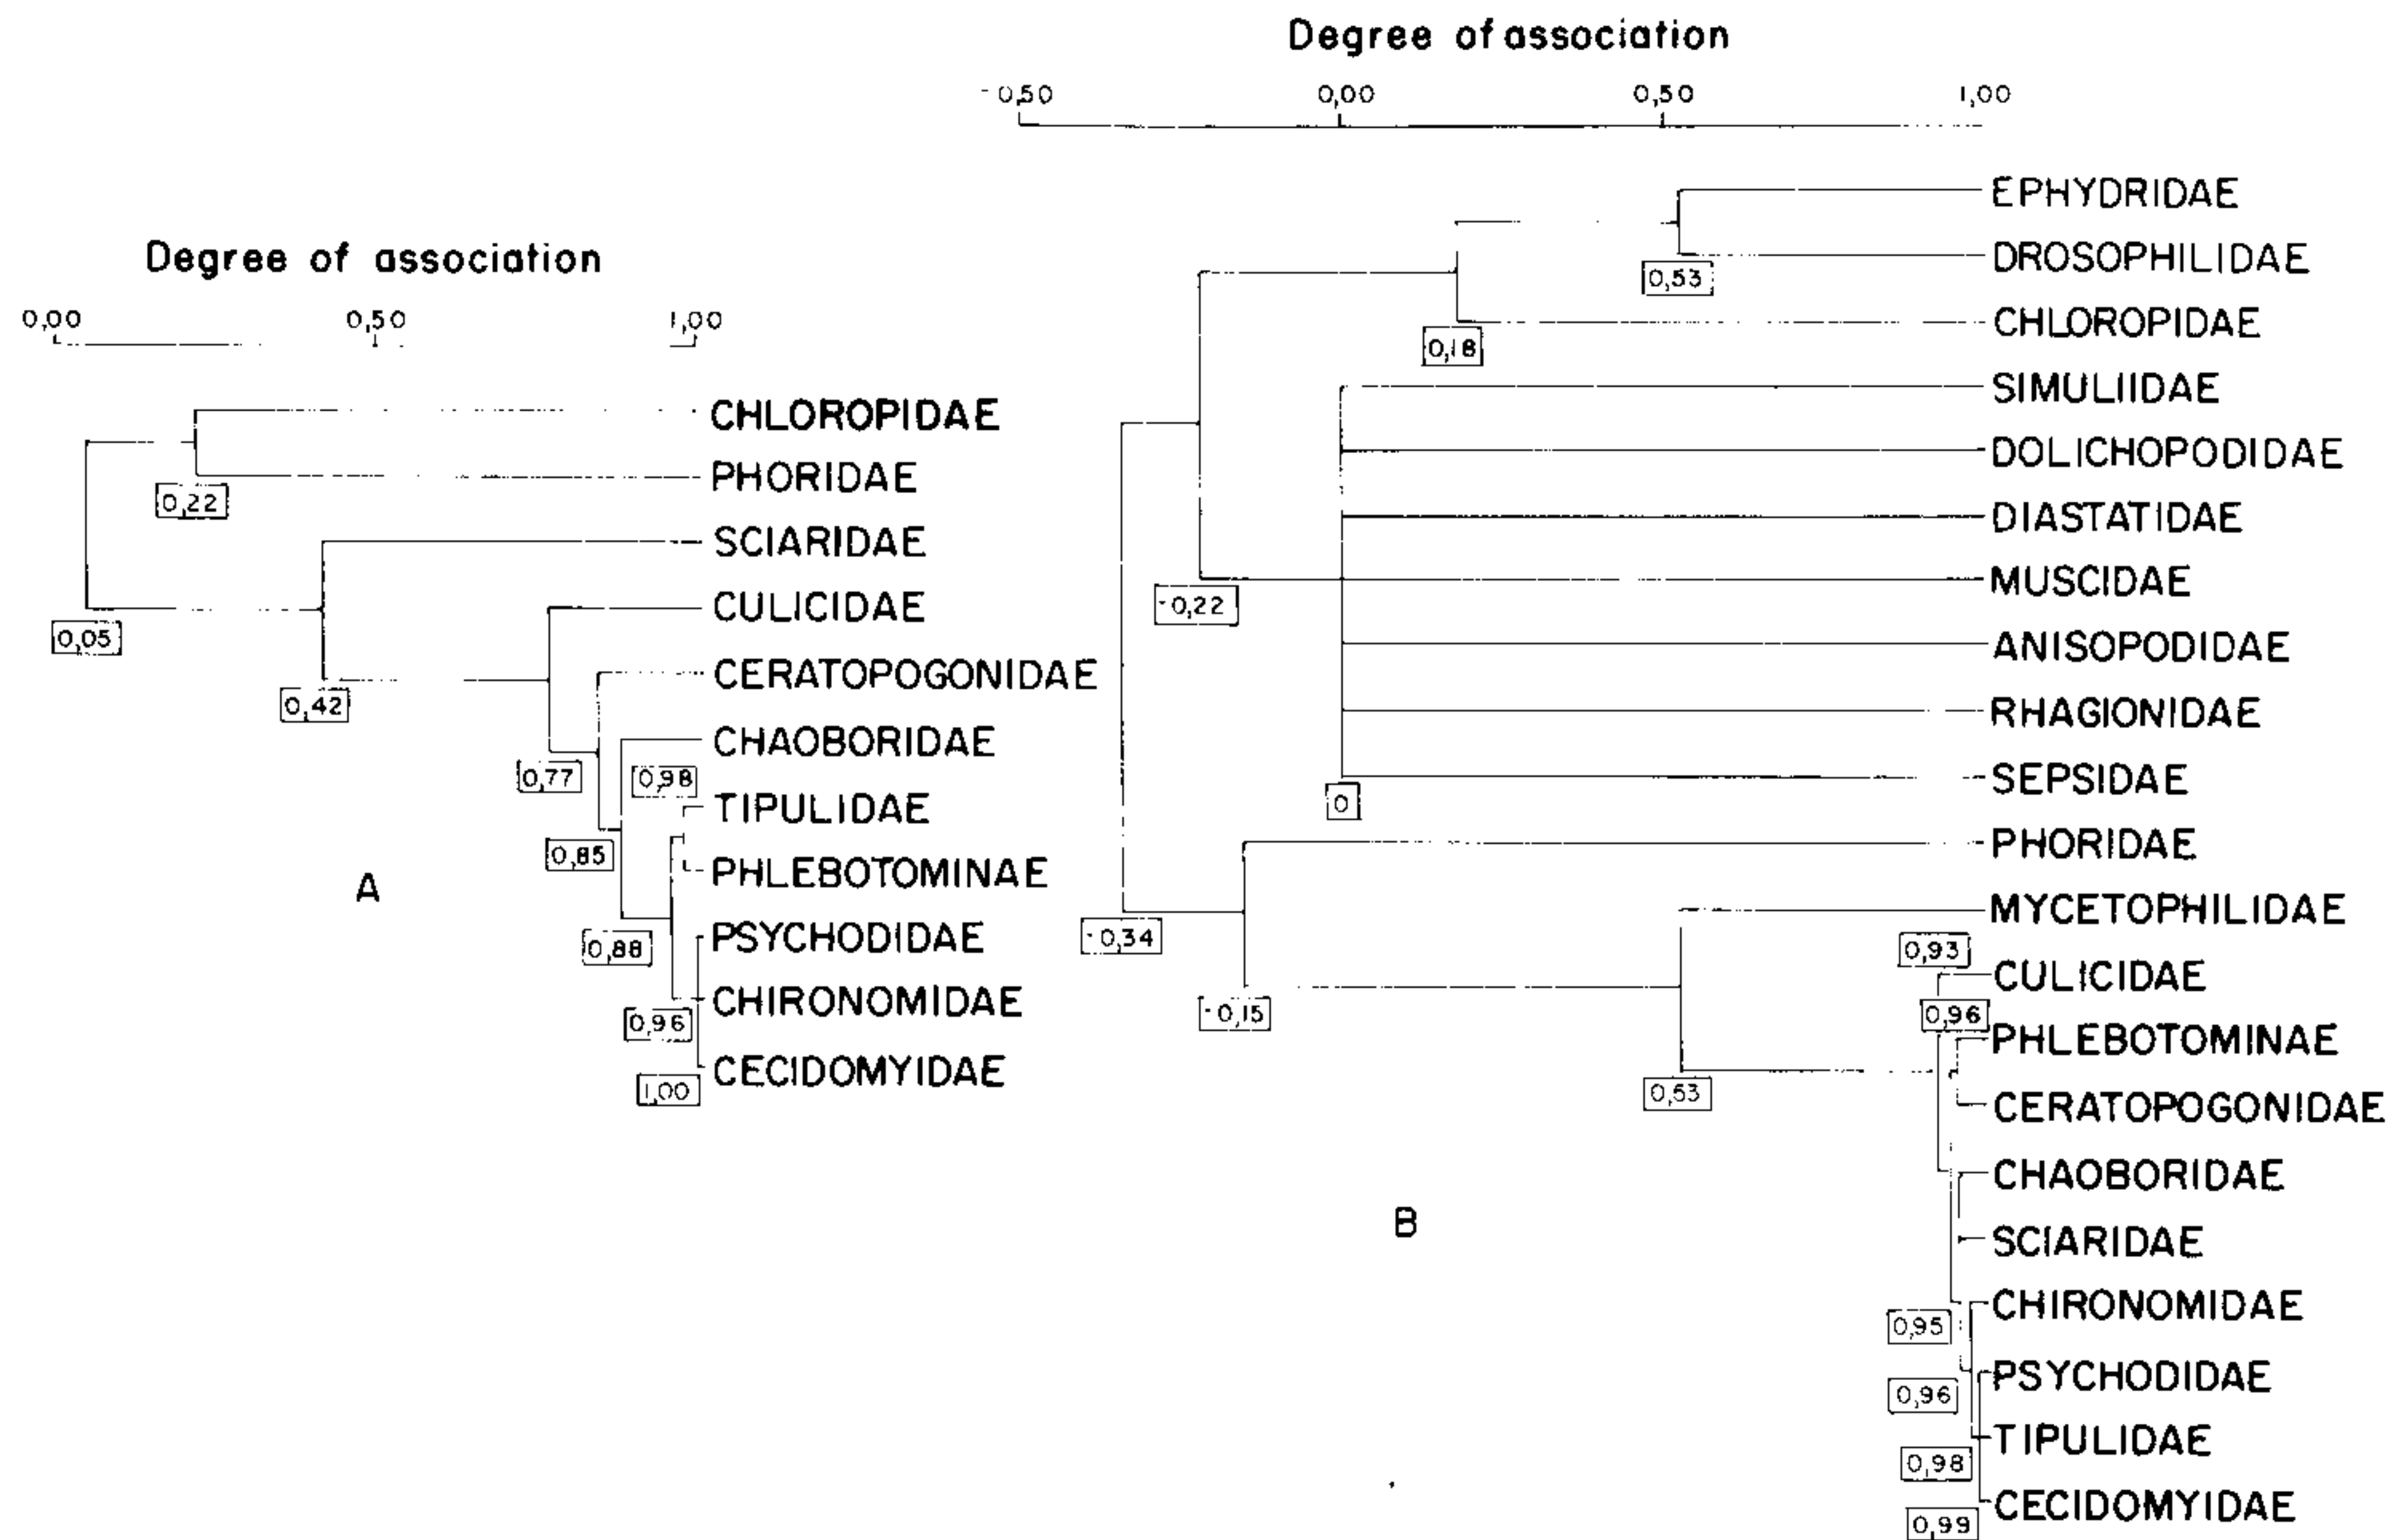 Degree of association
0,00 0,50 1,00
CHLOROPIDAE
PHORIDAE
0,22
SCIARIDAE
CULICIDAE
0,05
CERATOPOGONIDAE
0,42
CHAOBORIDAE
0,77
0,98
TIPULIDAE
0,85
PHLEBOTOMINAE
A
PSYCHODIDAE
0,88
CHIRONOMIDAE
0,96
CECIDOMYIDAE
1,00
Degree of association
-0,50 0,00 0,50 1,00
EPHYDRIDAE
DROSOPHILIDAE
0,53
CHLOROPIDAE
0,18
SIMULIIDAE
DOLICHOPODIDAE
DIASTATIDAE
MUSCIDAE
-0,22
ANISOPODIDAE
RHAGIONIDAE
SEPSIDAE
0
PHORIDAE
MYCETOPHILIDAE
-0,34
0,93
CULICIDAE
-0,15
0,96
PHLEBOTOMINAE
0,53
CERATOPOGONIDAE
CHAOBORIDAE
B
SCIARIDAE
CHIRONOMIDAE
0,95
PSYCHODIDAE
0,96
TIPULIDAE
0,98
CECIDOMYIDAE
0,99